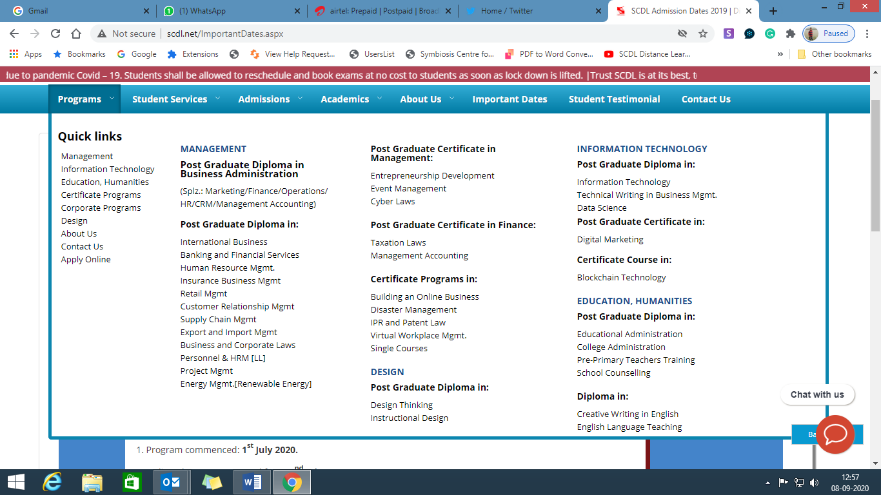 Gmail
(1) WhatsApp
airtel: Prepaid | Postpaid | Broad
Home / Twitter
SCDL Admission Dates 2019 | D
Not secure | scdl.net/ImportantDates.aspx
Paused
Apps
Bookmarks
Google
Extensions
View Help Request...
UsersList
Symbiosis Centre fo...
PDF to Word Conve...
SCDL Distance Lear...
»
Other bookmarks
lue to pandemic Covid – 19. Students shall be allowed to reschedule and book exams at no cost to students as soon as lock down is lifted. |Trust SCDL is at its best, t
Programs
Student Services
Admissions
Academics
About Us
Important Dates
Student Testimonial
Contact Us
Quick links
Management
Information Technology
Education, Humanities
Certificate Programs
Corporate Programs
Design
About Us
Contact Us
Apply Online
MANAGEMENT
Post Graduate Diploma in
Business Administration
(Splz.: Marketing/Finance/Operations/
HR/CRM/Management Accounting)
Post Graduate Diploma in:
International Business
Banking and Financial Services
Human Resource Mgmt.
Insurance Business Mgmt
Retail Mgmt
Customer Relationship Mgmt
Supply Chain Mgmt
Export and Import Mgmt
Business and Corporate Laws
Personnel & HRM [LL]
Project Mgmt
Energy Mgmt.[Renewable Energy]
Post Graduate Certificate in
Management:
Entrepreneurship Development
Event Management
Cyber Laws
Post Graduate Certificate in Finance:
Taxation Laws
Management Accounting
Certificate Programs in:
Building an Online Business
Disaster Management
IPR and Patent Law
Virtual Workplace Mgmt.
Single Courses
DESIGN
Post Graduate Diploma in:
Design Thinking
Instructional Design
INFORMATION TECHNOLOGY
Post Graduate Diploma in:
Information Technology
Technical Writing in Business Mgmt.
Data Science
Post Graduate Certificate in:
Digital Marketing
Certificate Course in:
Blockchain Technology
EDUCATION, HUMANITIES
Post Graduate Diploma in:
Educational Administration
College Administration
Pre-Primary Teachers Training
School Counselling
Diploma in:
Creative Writing in English
English Language Teaching
Chat with us
Ba
1. Program commenced: 1st July 2020.
nd
12:57
08-09-2020